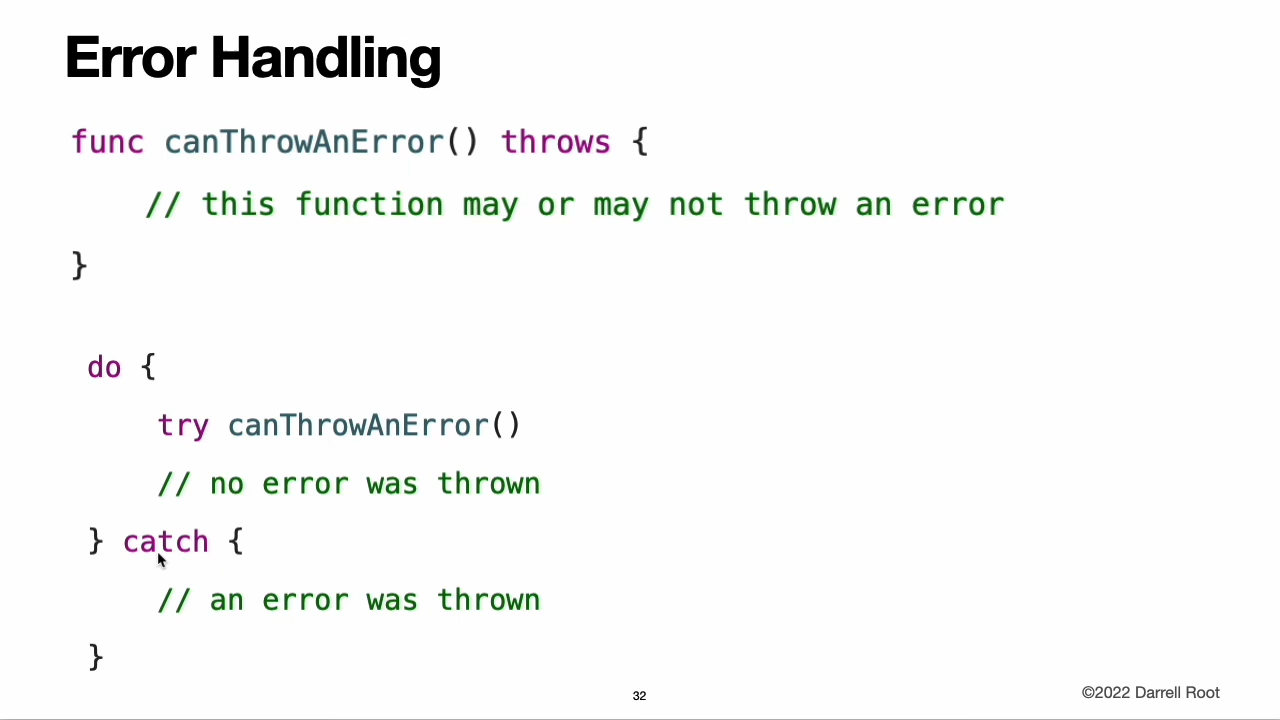 Error Handling
func canThrowAnError() throws {
// this function may or may not throw an error
}
do {
try canThrowAnError()
// no error was thrown
} catch {
// an error was thrown
}
32
©2022 Darrell Root